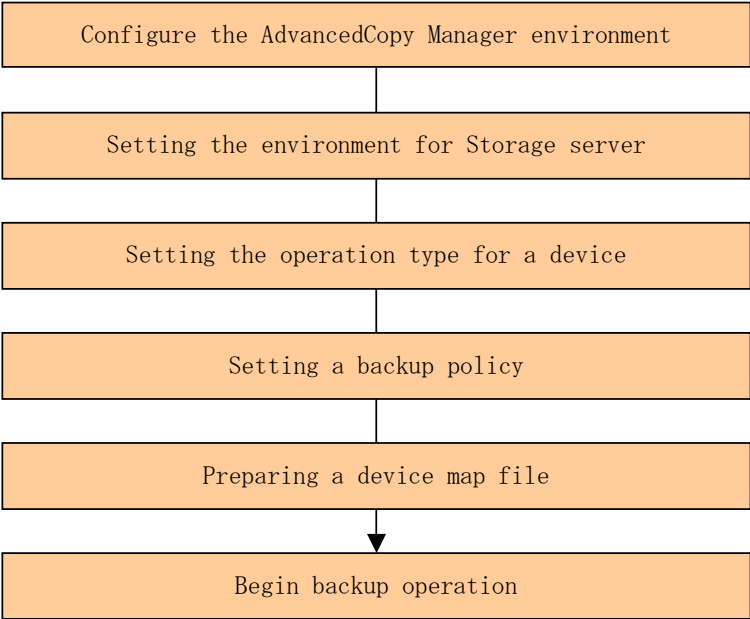 Configure the AdvancedCopy Manager environment
Setting the environment for Storage server
Setting the operation type for a device
Setting a backup policy
Preparing a device map file
Begin backup operation